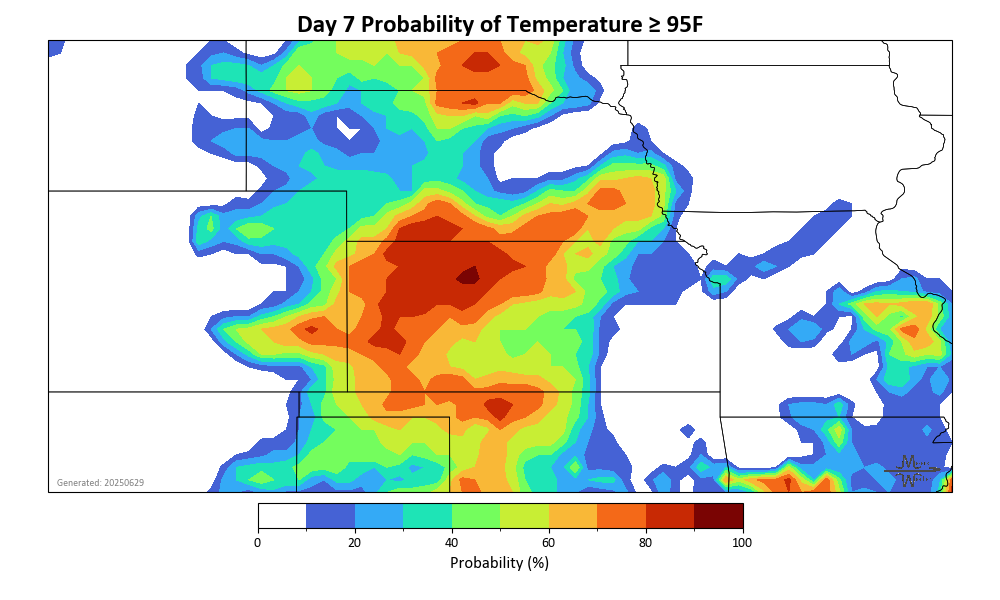 Day 7 Probability of Temperature ≥ 95F
Generated: 20250629
0 20 40 60 80 100
Probability (%)